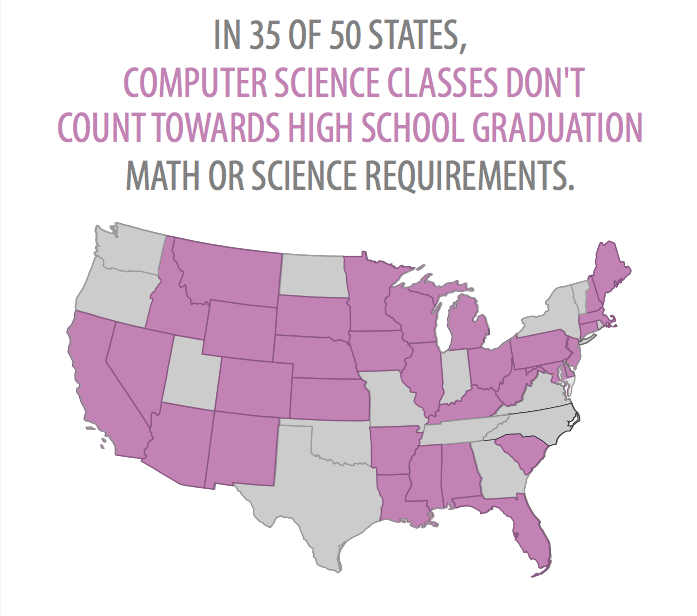 IN 35 OF 50 STATES,
COMPUTER SCIENCE CLASSES DON'T
COUNT TOWARDS HIGH SCHOOL GRADUATION
MATH OR SCIENCE REQUIREMENTS.